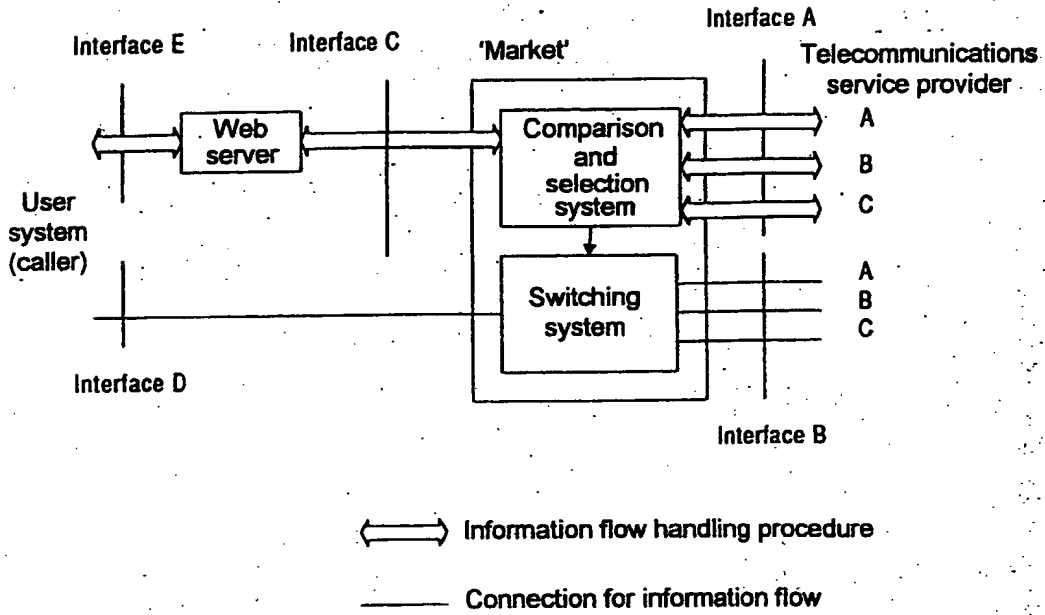 Interface A
Interface E
Interface C
'Market'
Telecommunications
service provider
Web
server
Comparison
and
selection
system
A
B
C
User
system
(caller)
Switching
system
A
B
C
Interface D
Interface B
Information flow handling procedure
Connection for information flow